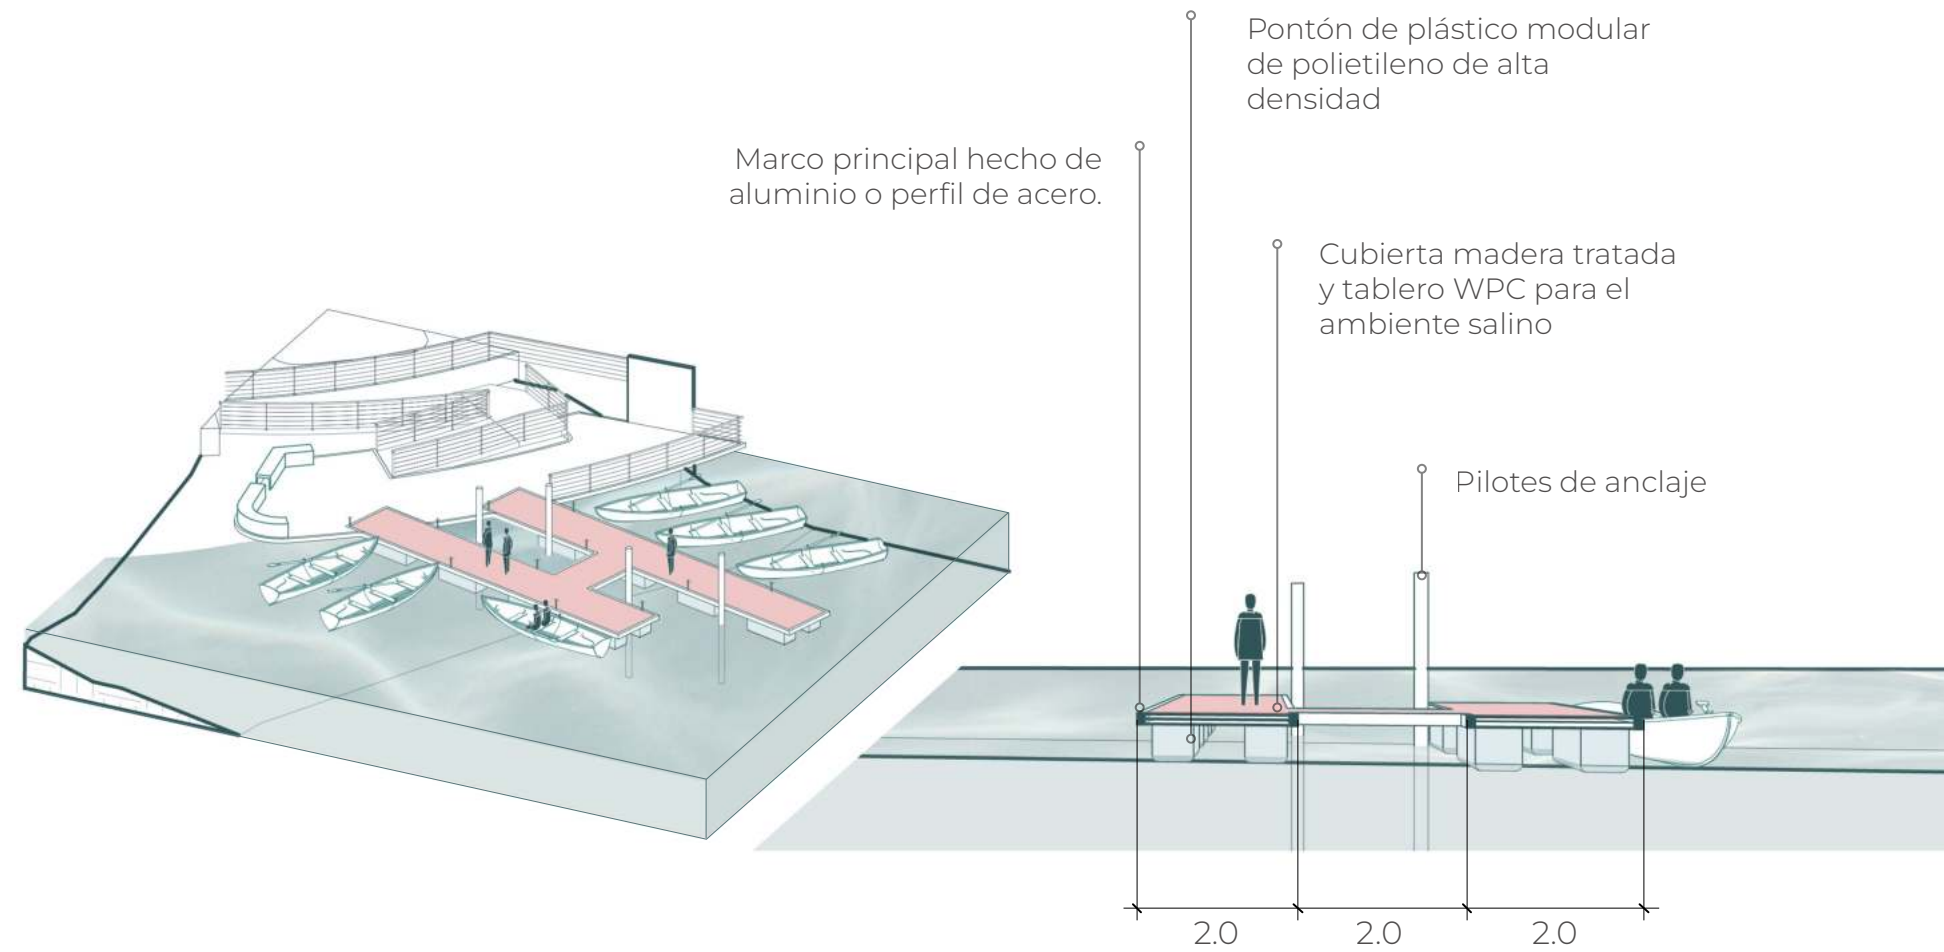 Pontón de plástico modular
de polietileno de alta
densidad
Marco principal hecho de
aluminio o perfil de acero.
Cubierta madera tratada
y tablero WPC para el
ambiente salino
Pilotes de anclaje
2.0
2.0
2.0